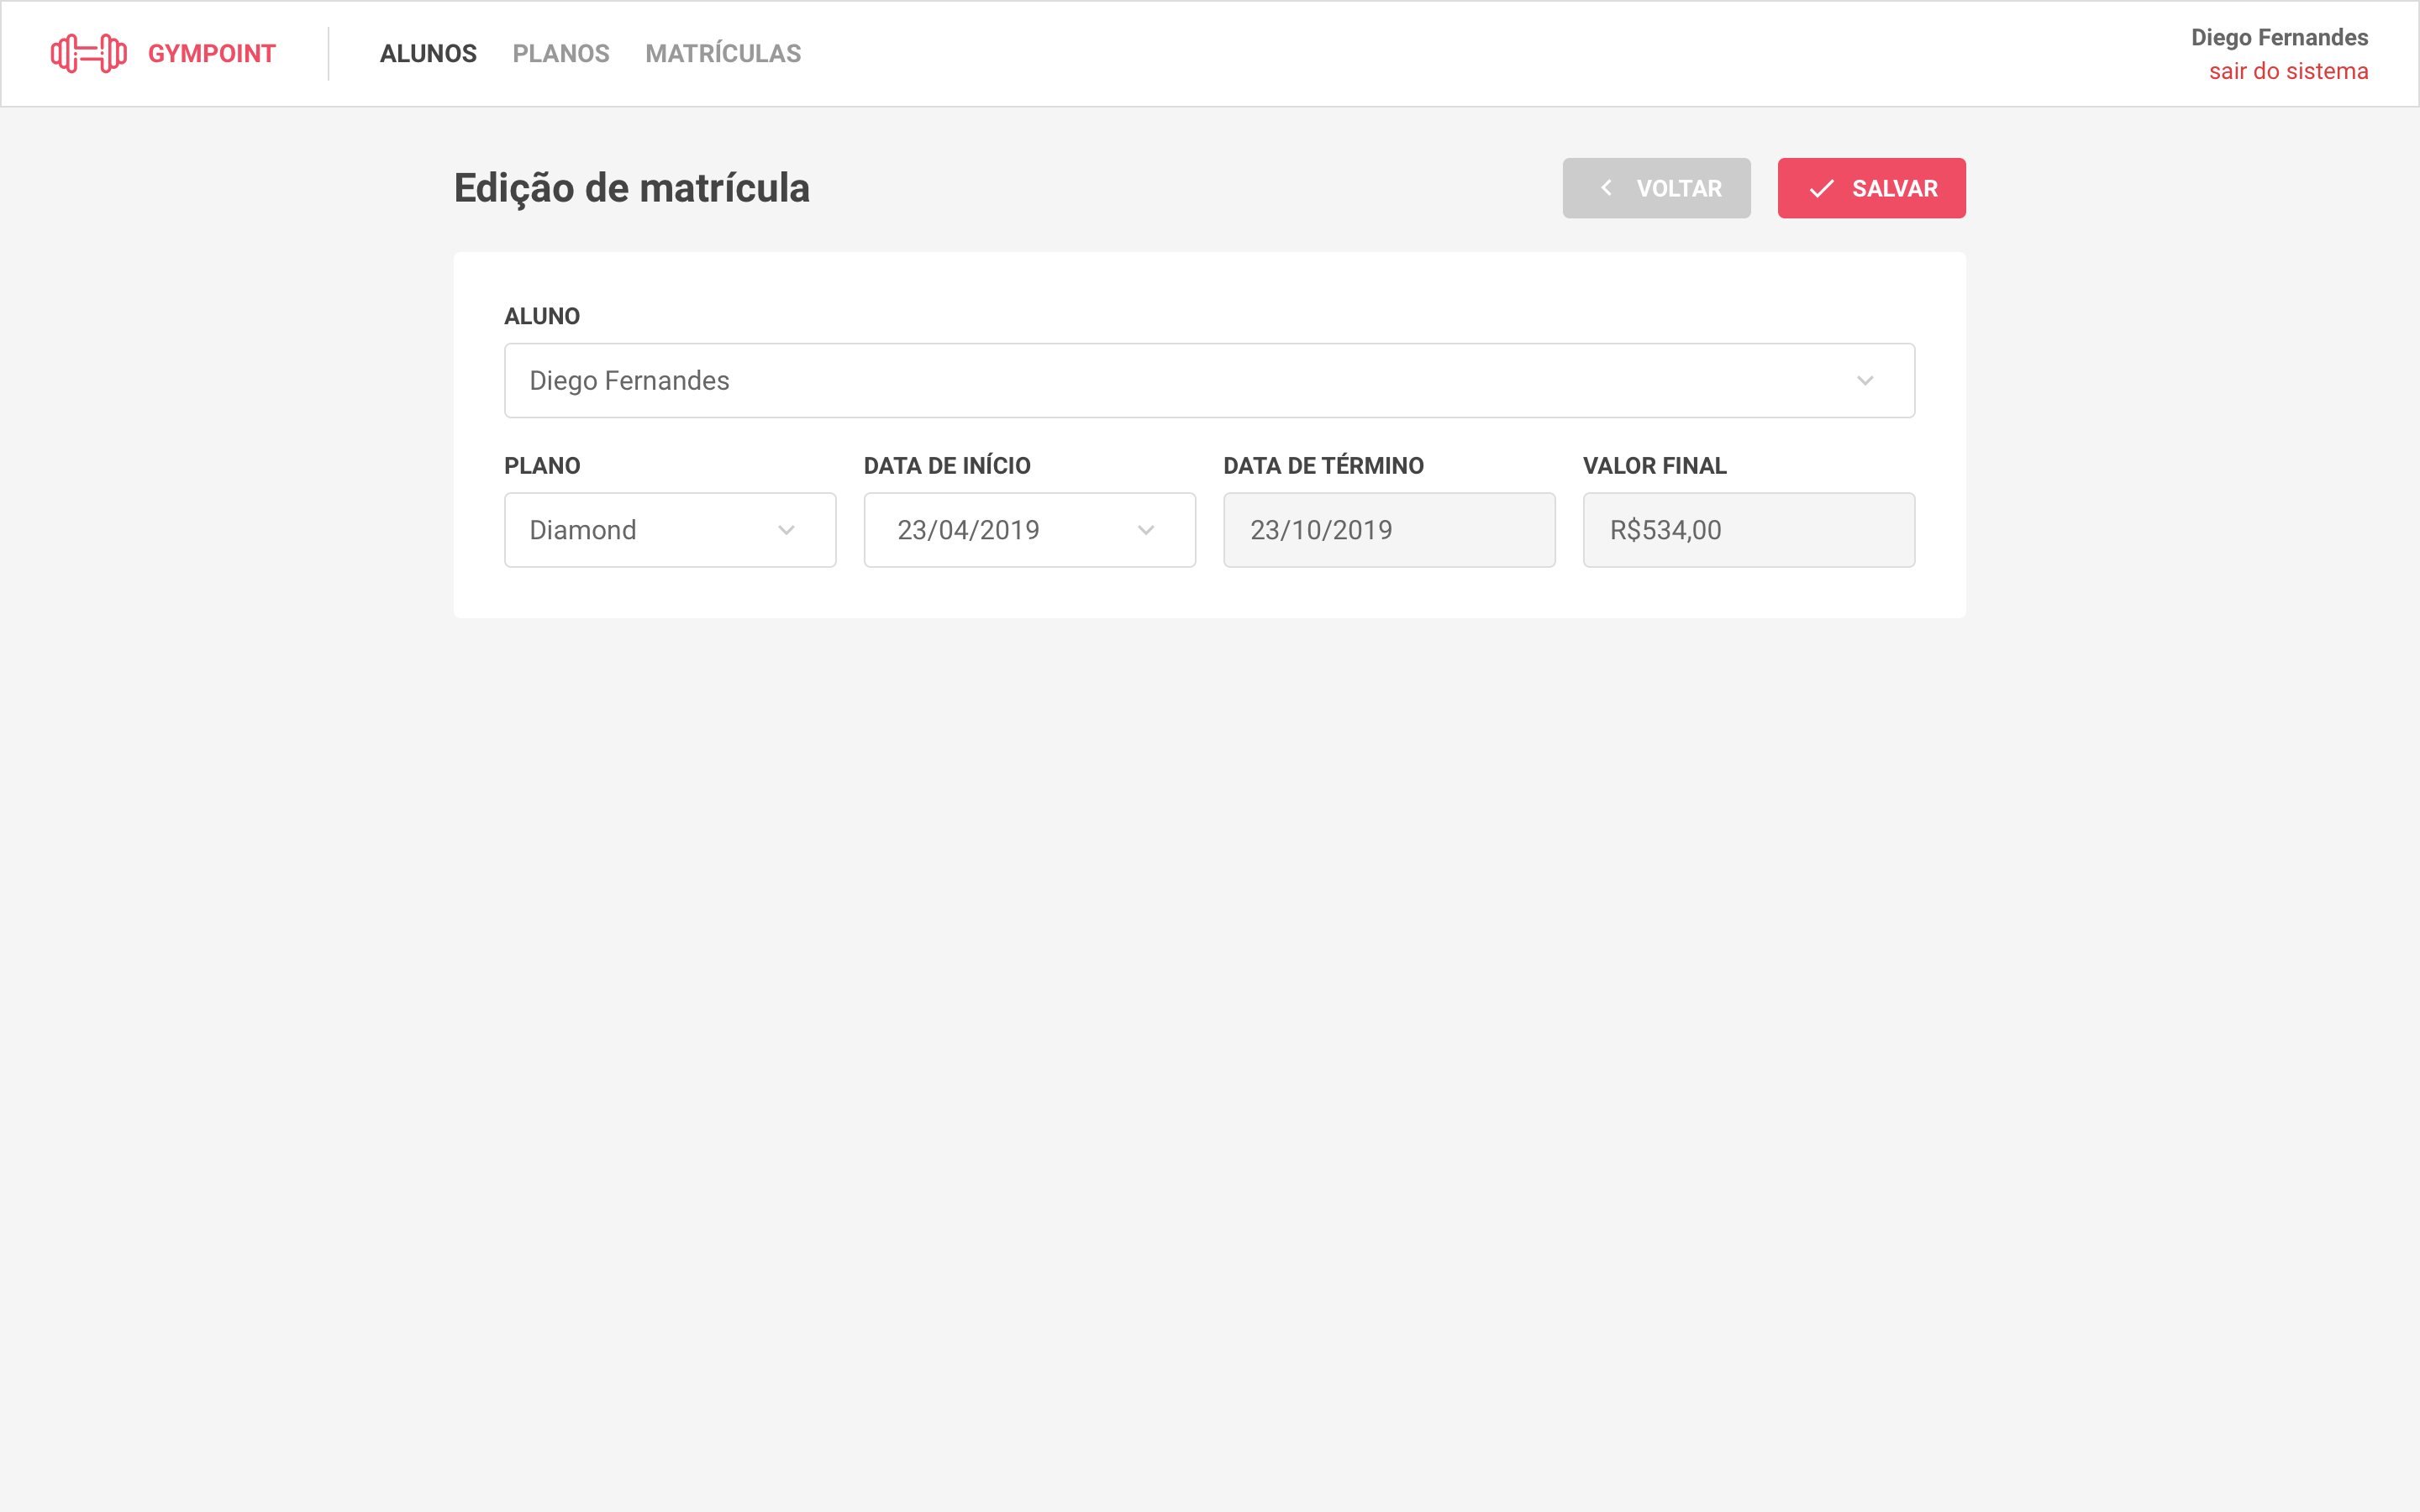 GYMPOINT
ALUNOS PLANOS MATRÍCULAS
Diego Fernandes
sair do sistema
Edição de matrícula
VOLTAR
SALVAR
ALUNO
Diego Fernandes
PLANO DATA DE INÍCIO DATA DE TÉRMINO VALOR FINAL
Diamond 23/04/2019 23/10/2019 R$534,00